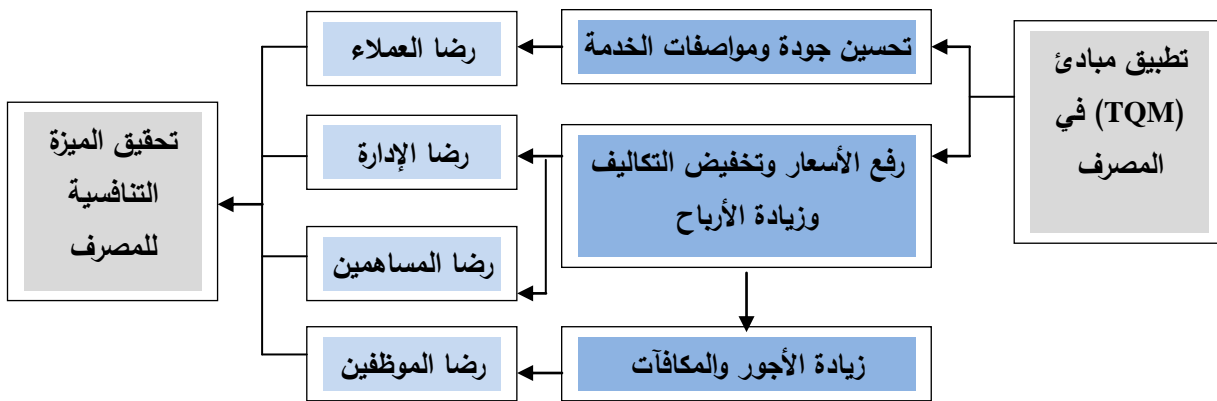 تطبيق مبادئ
(TQM) في
المصرف
تحسين جودة ومواصفات الخدمة
رفع الأسعار وتخفيض التكاليف
وزيادة الأرباح
زيادة الأجور والمكافآت
رضا العملاء
رضا الإدارة
رضا المساهمين
رضا الموظفين
تحقيق الميزة
التنافسية
للمصرف